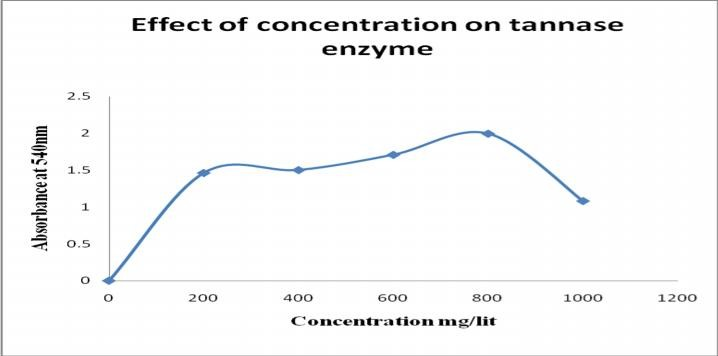 Effect of concentration on tannase
enzyme
2.5
2
1.5
1
0.5
0
Absorbance at 540nm
0 200 400 600 800 1000 1200
Concentration mg/lit